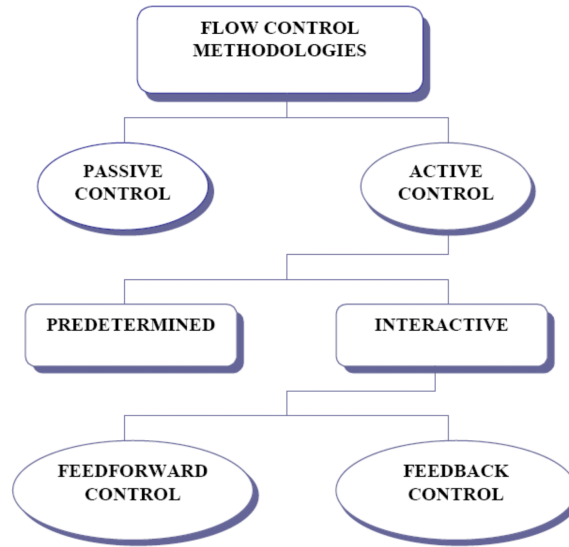 FLOW CONTROL
METHODOLOGIES
PASSIVE
CONTROL
ACTIVE
CONTROL
PREDETERMINED
INTERACTIVE
FEEDFORWARD
CONTROL
FEEDBACK
CONTROL